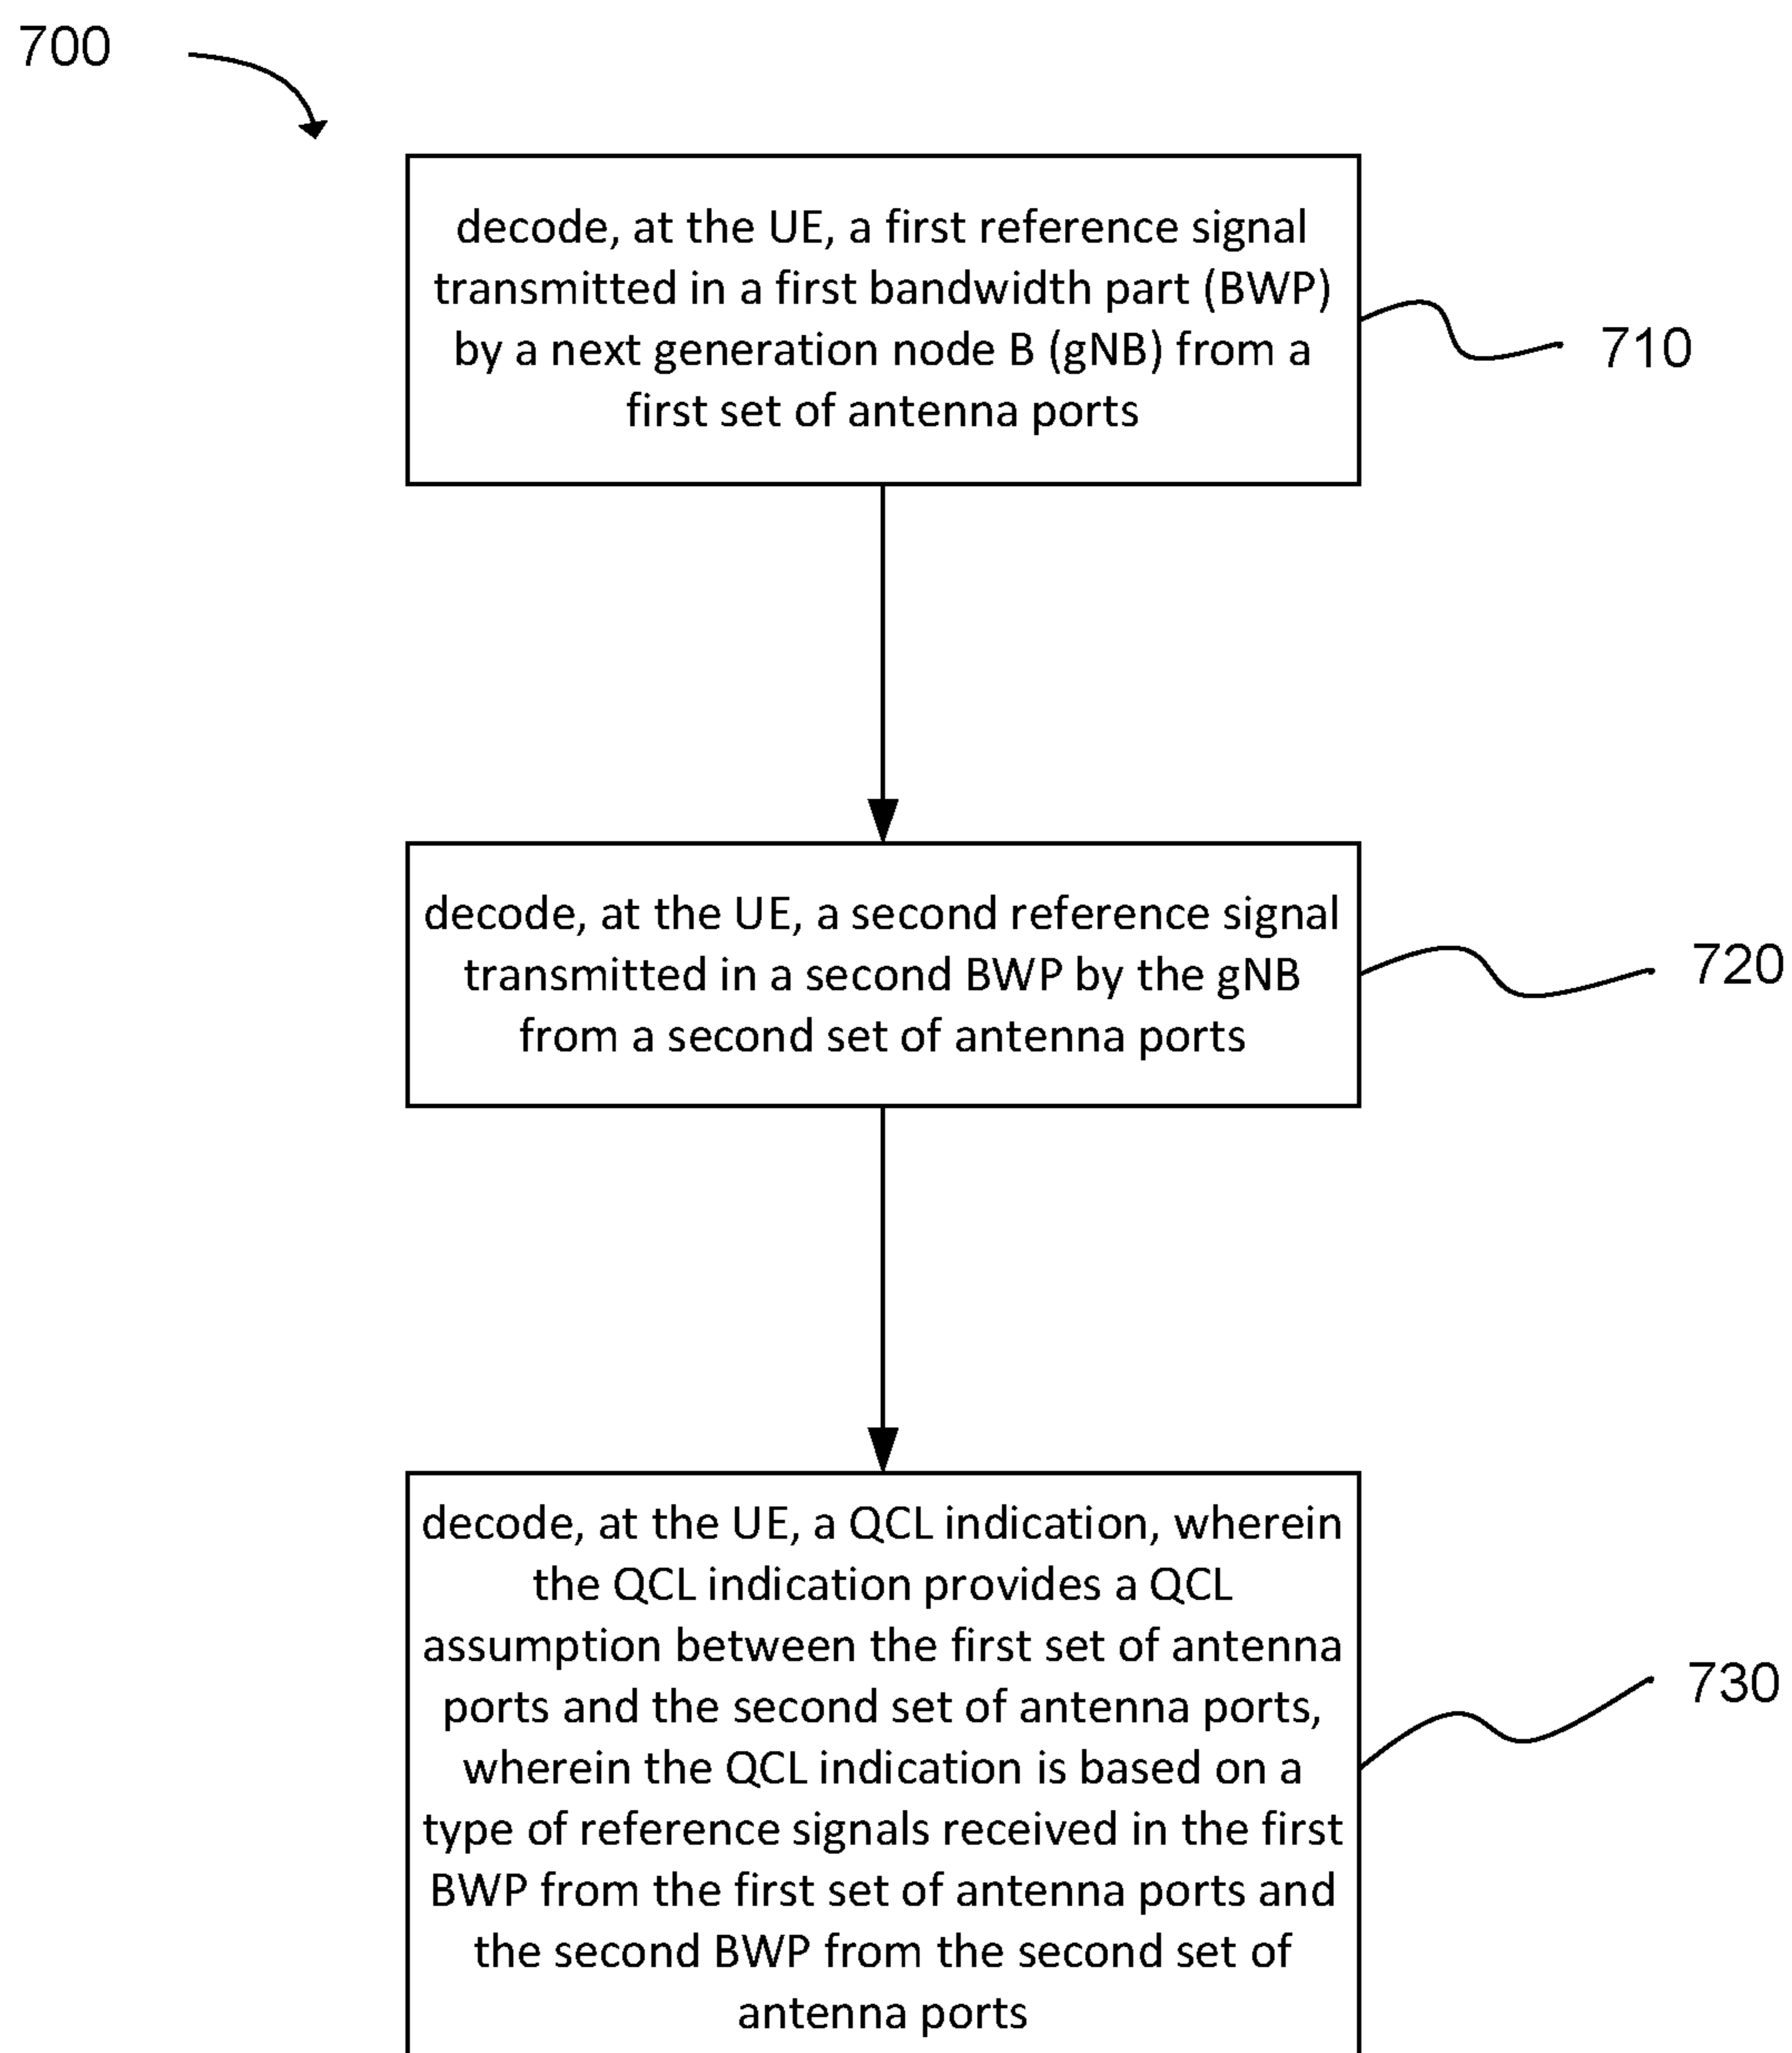 700
decode, at the UE, a first reference signal
transmitted in a first bandwidth part (BWP)
by a next generation node B (gNB) from a
first set of antenna ports
710
decode, at the UE, a second reference signal
transmitted in a second BWP by the gNB
from a second set of antenna ports
720
decode, at the UE, a QCL indication, wherein
the QCL indication provides a QCL
assumption between the first set of antenna
ports and the second set of antenna ports,
wherein the QCL indication is based on a
type of reference signals received in the first
BWP from the first set of antenna ports and
the second BWP from the second set of
antenna ports
730